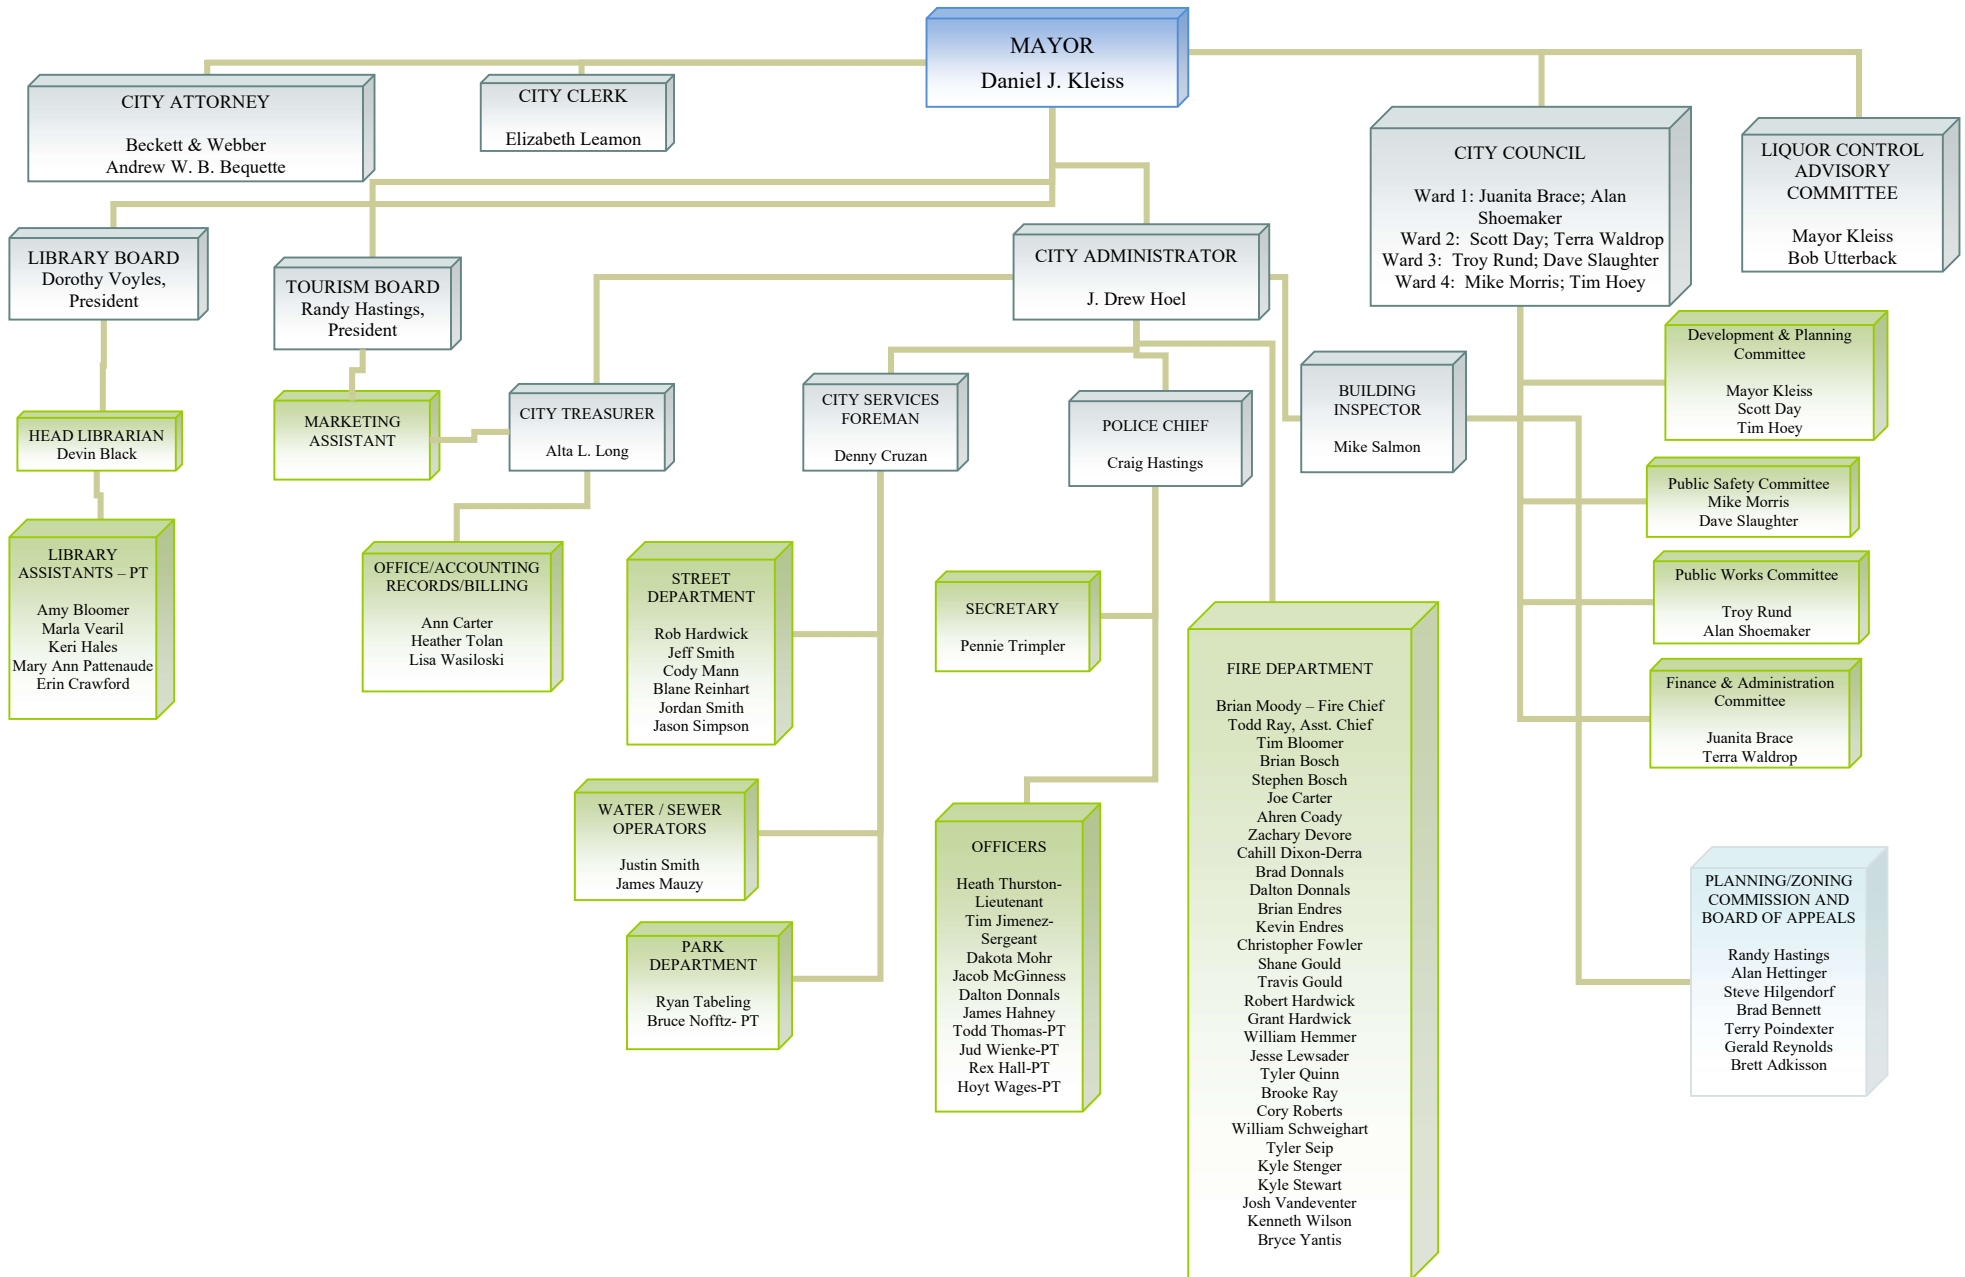 MAYOR
Daniel J. Kleiss
CITY ATTORNEY
Beckett & Webber
Andrew W. B. Bequette
CITY CLERK
Elizabeth Leamon
CITY COUNCIL
Ward 1: Juanita Brace; Alan
Shoemaker
Ward 2:  Scott Day; Terra Waldrop
Ward 3:  Troy Rund; Dave Slaughter
Ward 4:  Mike Morris; Tim Hoey
LIQUOR CONTROL
ADVISORY
COMMITTEE
Mayor Kleiss
Bob Utterback
LIBRARY BOARD
Dorothy Voyles,
President
TOURISM BOARD
Randy Hastings,
President
CITY ADMINISTRATOR
J. Drew Hoel
Development & Planning
Committee
Mayor Kleiss
Scott Day
Tim Hoey
HEAD LIBRARIAN
Devin Black
MARKETING
ASSISTANT
CITY TREASURER
Alta L. Long
CITY SERVICES
FOREMAN
Denny Cruzan
POLICE CHIEF
Craig Hastings
BUILDING
INSPECTOR
Mike Salmon
Public Safety Committee
Mike Morris
Dave Slaughter
LIBRARY
ASSISTANTS – PT
Amy Bloomer
Marla Vearil
Keri Hales
Mary Ann Pattenaude
Erin Crawford
OFFICE/ACCOUNTING
RECORDS/BILLING
Ann Carter
Heather Tolan
Lisa Wasiloski
STREET
DEPARTMENT
Rob Hardwick
Jeff Smith
Cody Mann
Blane Reinhart
Jordan Smith
Jason Simpson
SECRETARY
Pennie Trimpler
Public Works Committee
Troy Rund
Alan Shoemaker
Finance & Administration
Committee
Juanita Brace
Terra Waldrop
FIRE DEPARTMENT
Brian Moody – Fire Chief
Todd Ray, Asst. Chief
Tim Bloomer
Brian Bosch
Stephen Bosch
Joe Carter
Ahren Coady
Zachary Devore
Cahill Dixon-Derra
Brad Donnals
Dalton Donnals
Brian Endres
Kevin Endres
Christopher Fowler
Shane Gould
Travis Gould
Robert Hardwick
Grant Hardwick
William Hemmer
Jesse Lewsader
Tyler Quinn
Brooke Ray
Cory Roberts
William Schweighart
Tyler Seip
Kyle Stenger
Kyle Stewart
Josh Vandeventer
Kenneth Wilson
Bryce Yantis
WATER / SEWER
OPERATORS
Justin Smith
James Mauzy
OFFICERS
Heath Thurston-
Lieutenant
Tim Jimenez-
Sergeant
Dakota Mohr
Jacob McGinness
Dalton Donnals
James Hahney
Todd Thomas-PT
Jud Wienke-PT
Rex Hall-PT
Hoyt Wages-PT
PARK
DEPARTMENT
Ryan Tabeling
Bruce Nofftz- PT
PLANNING/ZONING
COMMISSION AND
BOARD OF APPEALS
Randy Hastings
Alan Hettinger
Steve Hilgendorf
Brad Bennett
Terry Poindexter
Gerald Reynolds
Brett Adkisson